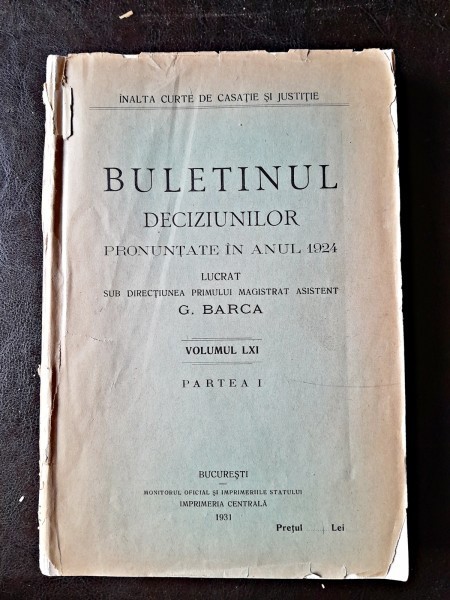 ÎNALTA CURTE DE CASAȚIE ȘI JUSTIȚIE
BULETINUL
DECIZIUNILOR
PRONUNȚATE ÎN ANUL 1924
LUCRAT
SUB DIRECȚIUNEA PRIMULUI MAGISTRAT ASISTENT
G. BARCA
VOLUMUL LXI
PARTEA I
BUCUREȘTI
MONITORUL OFICIAL ȘI IMPRIMERIILE STATULUI
IMPRIMERIA CENTRALĂ
1931
Prețul Lei